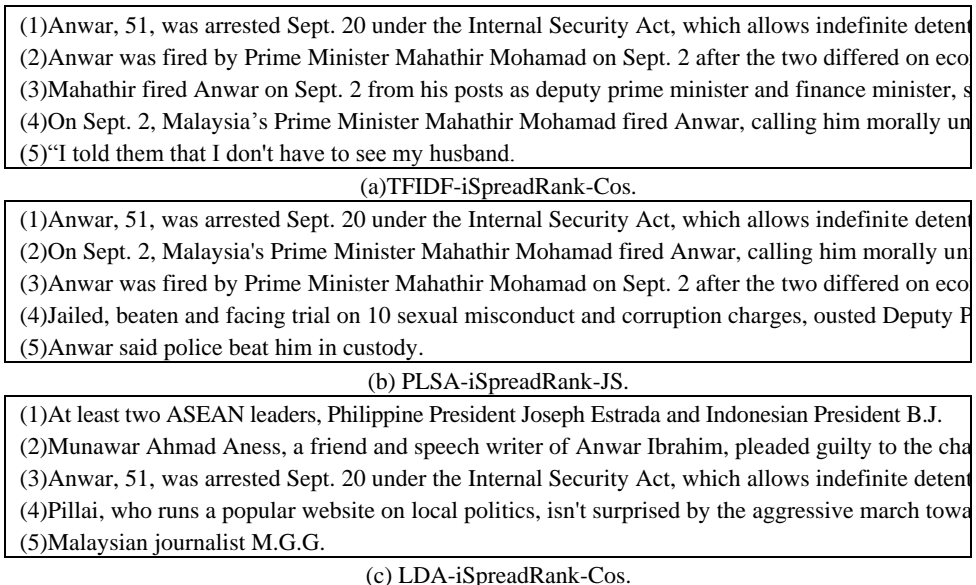 (1)Anwar, 51, was arrested Sept. 20 under the Internal Security Act, which allows indefinite detent
(2)Anwar was fired by Prime Minister Mahathir Mohamad on Sept. 2 after the two differed on eco
(3)Mahathir fired Anwar on Sept. 2 from his posts as deputy prime minister and finance minister, s
(4)On Sept. 2, Malaysia’s Prime Minister Mahathir Mohamad fired Anwar, calling him morally un
(5)“I told them that I don't have to see my husband.
(a)TFIDF-iSpreadRank-Cos.
(1)Anwar, 51, was arrested Sept. 20 under the Internal Security Act, which allows indefinite detent
(2)On Sept. 2, Malaysia's Prime Minister Mahathir Mohamad fired Anwar, calling him morally un
(3)Anwar was fired by Prime Minister Mahathir Mohamad on Sept. 2 after the two differed on eco
(4)Jailed, beaten and facing trial on 10 sexual misconduct and corruption charges, ousted Deputy P
(5)Anwar said police beat him in custody.
(b) PLSA-iSpreadRank-JS.
(1)At least two ASEAN leaders, Philippine President Joseph Estrada and Indonesian President B.J.
(2)Munawar Ahmad Aness, a friend and speech writer of Anwar Ibrahim, pleaded guilty to the cha
(3)Anwar, 51, was arrested Sept. 20 under the Internal Security Act, which allows indefinite detent
(4)Pillai, who runs a popular website on local politics, isn't surprised by the aggressive march towa
(5)Malaysian journalist M.G.G.
(c) LDA-iSpreadRank-Cos.